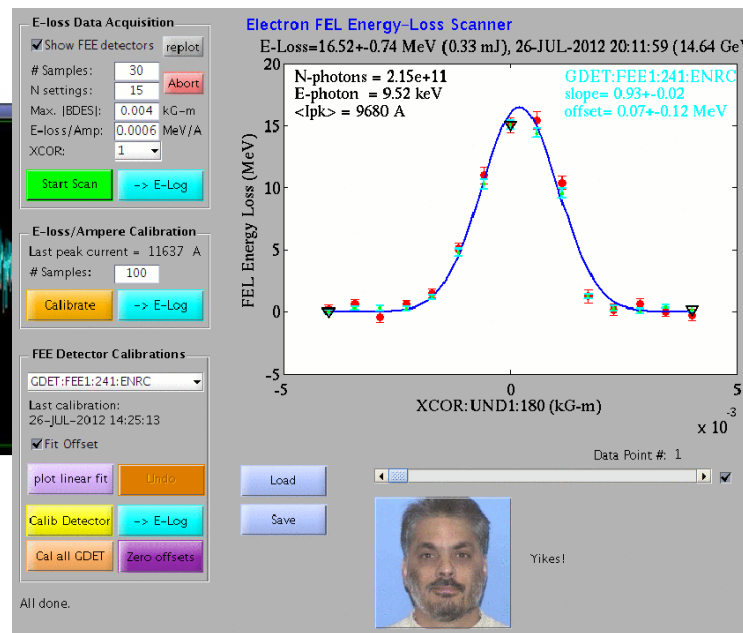 E-loss Data Acquisition
Show FEE detectors replot
# Samples: 30
N settings: 15 Abort
Max. |BDES|: 0.004 kG-m
E-loss/Amp: 0.0006 MeV/A
XCOR: 1
Start Scan -> E-Log
E-loss/Ampere Calibration
Last peak current = 11637 A
# Samples: 100
Calibrate -> E-Log
FEE Detector Calibrations
GDET:FEE1:241:ENRC
Last calibration:
26-JUL-2012 14:25:13
Fit Offset
plot linear fit Undo
Calib Detector -> E-Log
Cal all GDET Zero offsets
All done.
Electron FEL Energy-Loss Scanner
E-Loss=16.52+-0.74 MeV (0.33 mJ), 26-JUL-2012 20:11:59 (14.64 GeV
N-photons = 2.15e+11
E-photon = 9.52 keV
<Ipk> = 9680 A
GDET:FEE1:241:ENRC
slope= 0.93+-0.02
offset= 0.07+-0.12 MeV
FEL Energy Loss (MeV)
20
15
10
5
0
-5
-5 0 5
XCOR:UND1:180 (kG-m)
x 10-3
Data Point #: 1
Load
Save
Yikes!